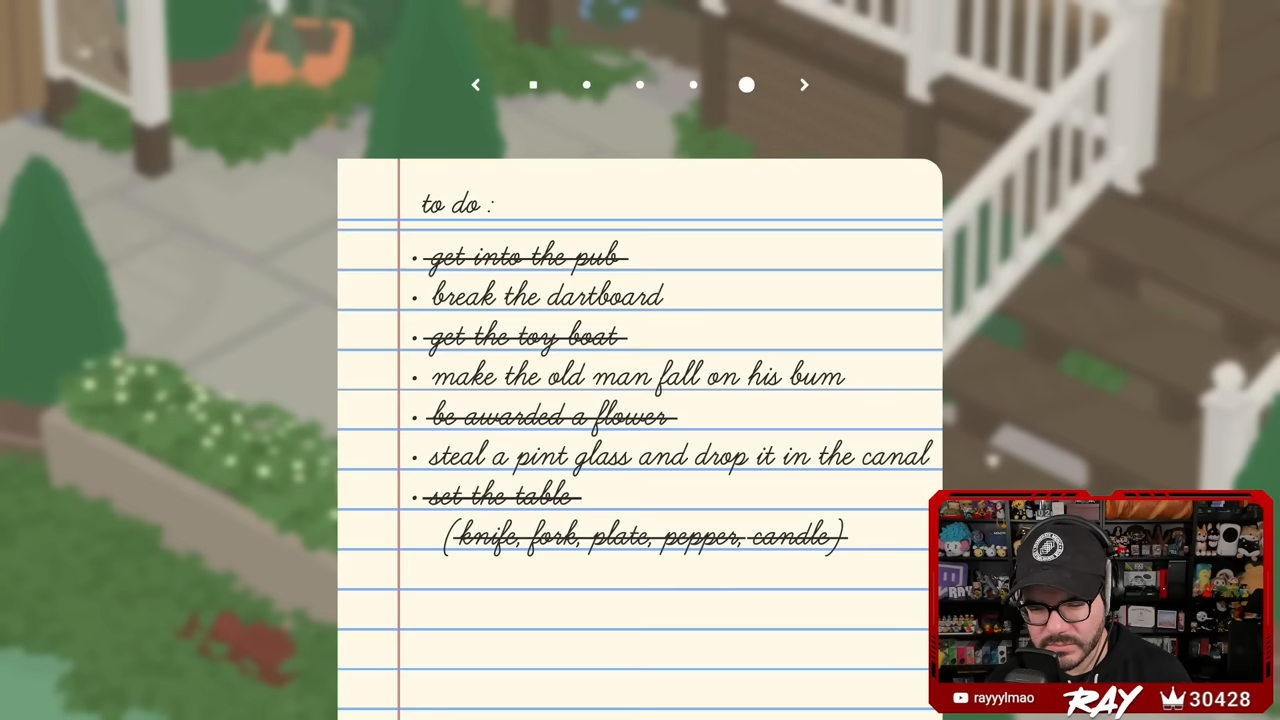 to do :
• get into the pub
• break the dartboard
• get the toy boat
• make the old man fall on his bum
• be awarded a flower
• steal a pint glass and drop it in the canal
• set the table
(knife, fork, plate, pepper, candle)
RAY
rayyylmao
RAY
30428